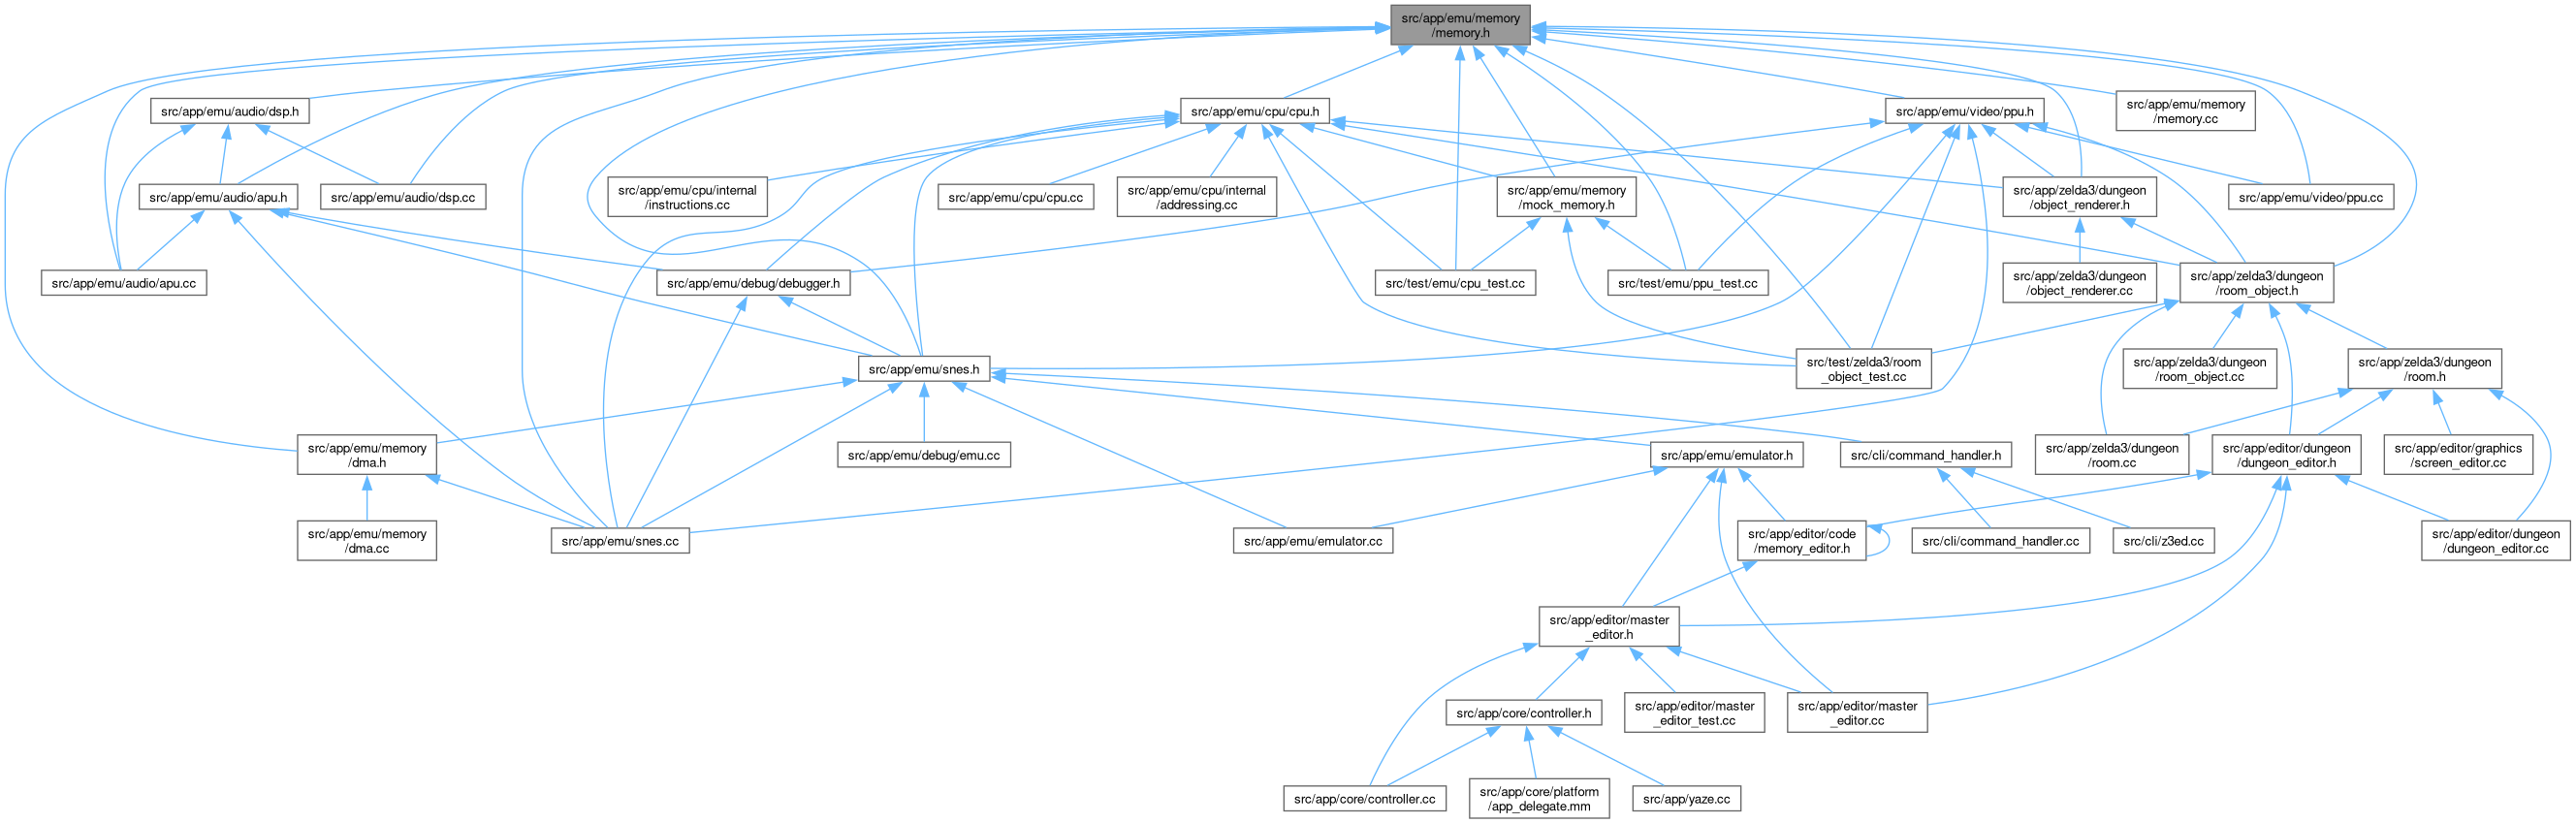 src/app/emu/memory
/memory.h
src/app/emu/audio/dsp.h
src/app/emu/cpu/cpu.h
src/app/emu/video/ppu.h
src/app/emu/memory
/memory.cc
src/app/emu/audio/apu.h
src/app/emu/audio/dsp.cc
src/app/emu/cpu/internal
/instructions.cc
src/app/emu/cpu/cpu.cc
src/app/emu/cpu/internal
/addressing.cc
src/app/emu/memory
/mock_memory.h
src/app/zelda3/dungeon
/object_renderer.h
src/app/emu/video/ppu.cc
src/app/emu/audio/apu.cc
src/app/emu/debug/debugger.h
src/test/emu/cpu_test.cc
src/test/emu/ppu_test.cc
src/app/zelda3/dungeon
/object_renderer.cc
src/app/zelda3/dungeon
/room_object.h
src/app/emu/snes.h
src/test/zelda3/room
_object_test.cc
src/app/zelda3/dungeon
/room_object.cc
src/app/zelda3/dungeon
/room.h
src/app/emu/memory
/dma.h
src/app/emu/debug/emu.cc
src/app/emu/emulator.h
src/cli/command_handler.h
src/app/zelda3/dungeon
/room.cc
src/app/editor/dungeon
/dungeon_editor.h
src/app/editor/graphics
/screen_editor.cc
src/app/emu/memory
/dma.cc
src/app/emu/snes.cc
src/app/emu/emulator.cc
src/app/editor/code
/memory_editor.h
src/cli/command_handler.cc
src/cli/z3ed.cc
src/app/editor/dungeon
/dungeon_editor.cc
src/app/editor/master
_editor.h
src/app/core/controller.h
src/app/editor/master
_editor_test.cc
src/app/editor/master
_editor.cc
src/app/core/controller.cc
src/app/core/platform
/app_delegate.mm
src/app/yaze.cc